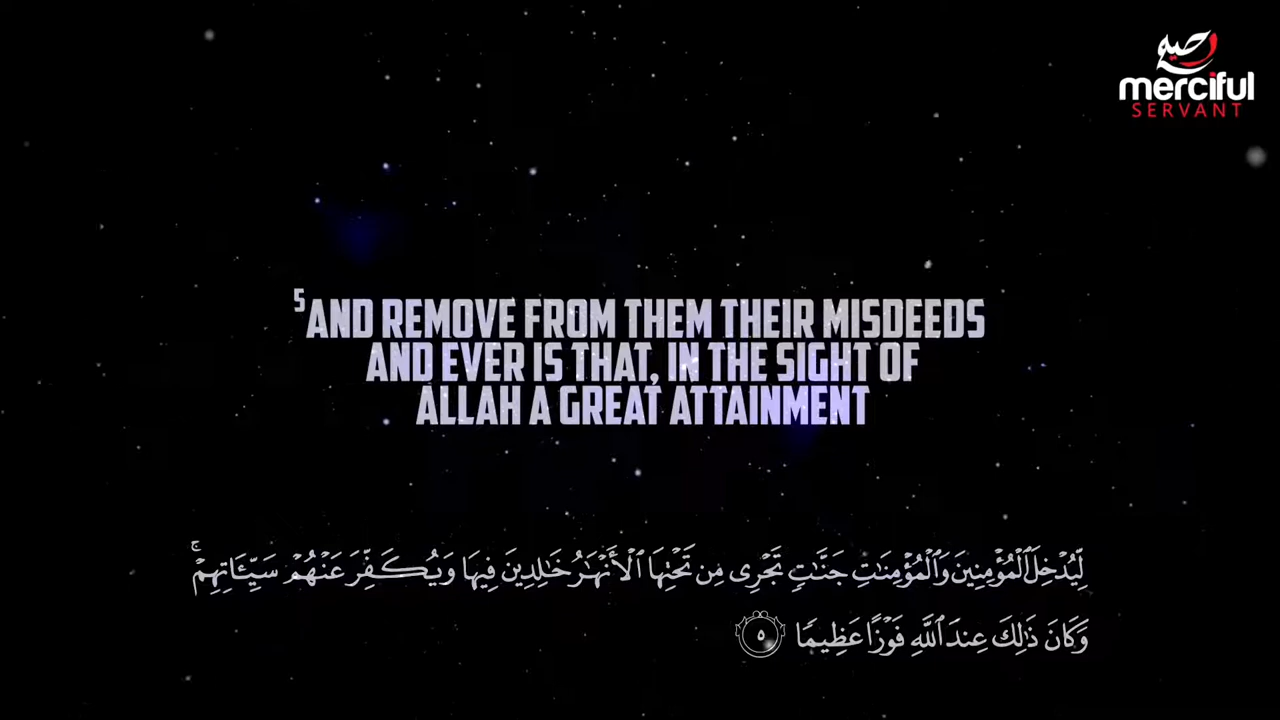 رحيم
merciful
SERVANT
5 AND REMOVE FROM THEM THEIR MISDEEDS
AND EVER IS THAT, IN THE SIGHT OF
ALLAH A GREAT ATTAINMENT
لِّيُدْخِلَ ٱلْمُؤْمِنِينَ وَٱلْمُؤْمِنَـٰتِ جَنَّـٰتٍ تَجْرِى مِن تَحْتِهَا ٱلْأَنْهَـٰرُ خَـٰلِدِينَ فِيهَا وَيُكَفِّرَ عَنْهُمْ سَيِّـَٔاتِهِمْ ۚ
وَكَانَ ذَٰلِكَ عِندَ ٱللَّهِ فَوْزًا عَظِيمًا ٥